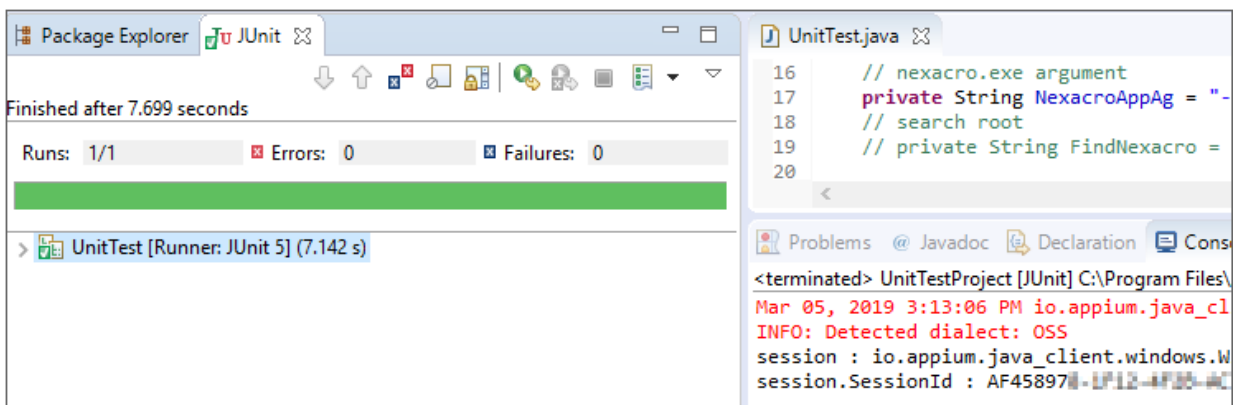 Package Explorer JUnit
Finished after 7.699 seconds
Runs: 1/1 Errors: 0 Failures: 0
UnitTest [Runner: JUnit 5] (7.142 s)
UnitTest.java
16 // nexacro.exe argument
17 private String NexacroAppAg = "-
18 // search root
19 // private String FindNexacro =
20
Problems @ Javadoc Declaration Cons
<terminated> UnitTestProject [JUnit] C:\Program Files\
Mar 05, 2019 3:13:06 PM io.appium.java_cl
INFO: Detected dialect: OSS
session : io.appium.java_client.windows.W
session.SessionId : AF45897